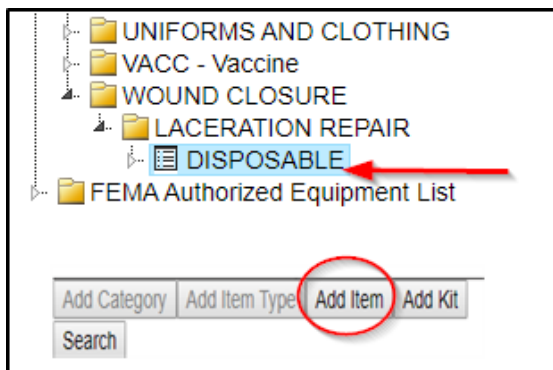 UNIFORMS AND CLOTHING
VACC - Vaccine
WOUND CLOSURE
LACERATION REPAIR
DISPOSABLE
FEMA Authorized Equipment List
Add Category Add Item Type Add Item Add Kit
Search